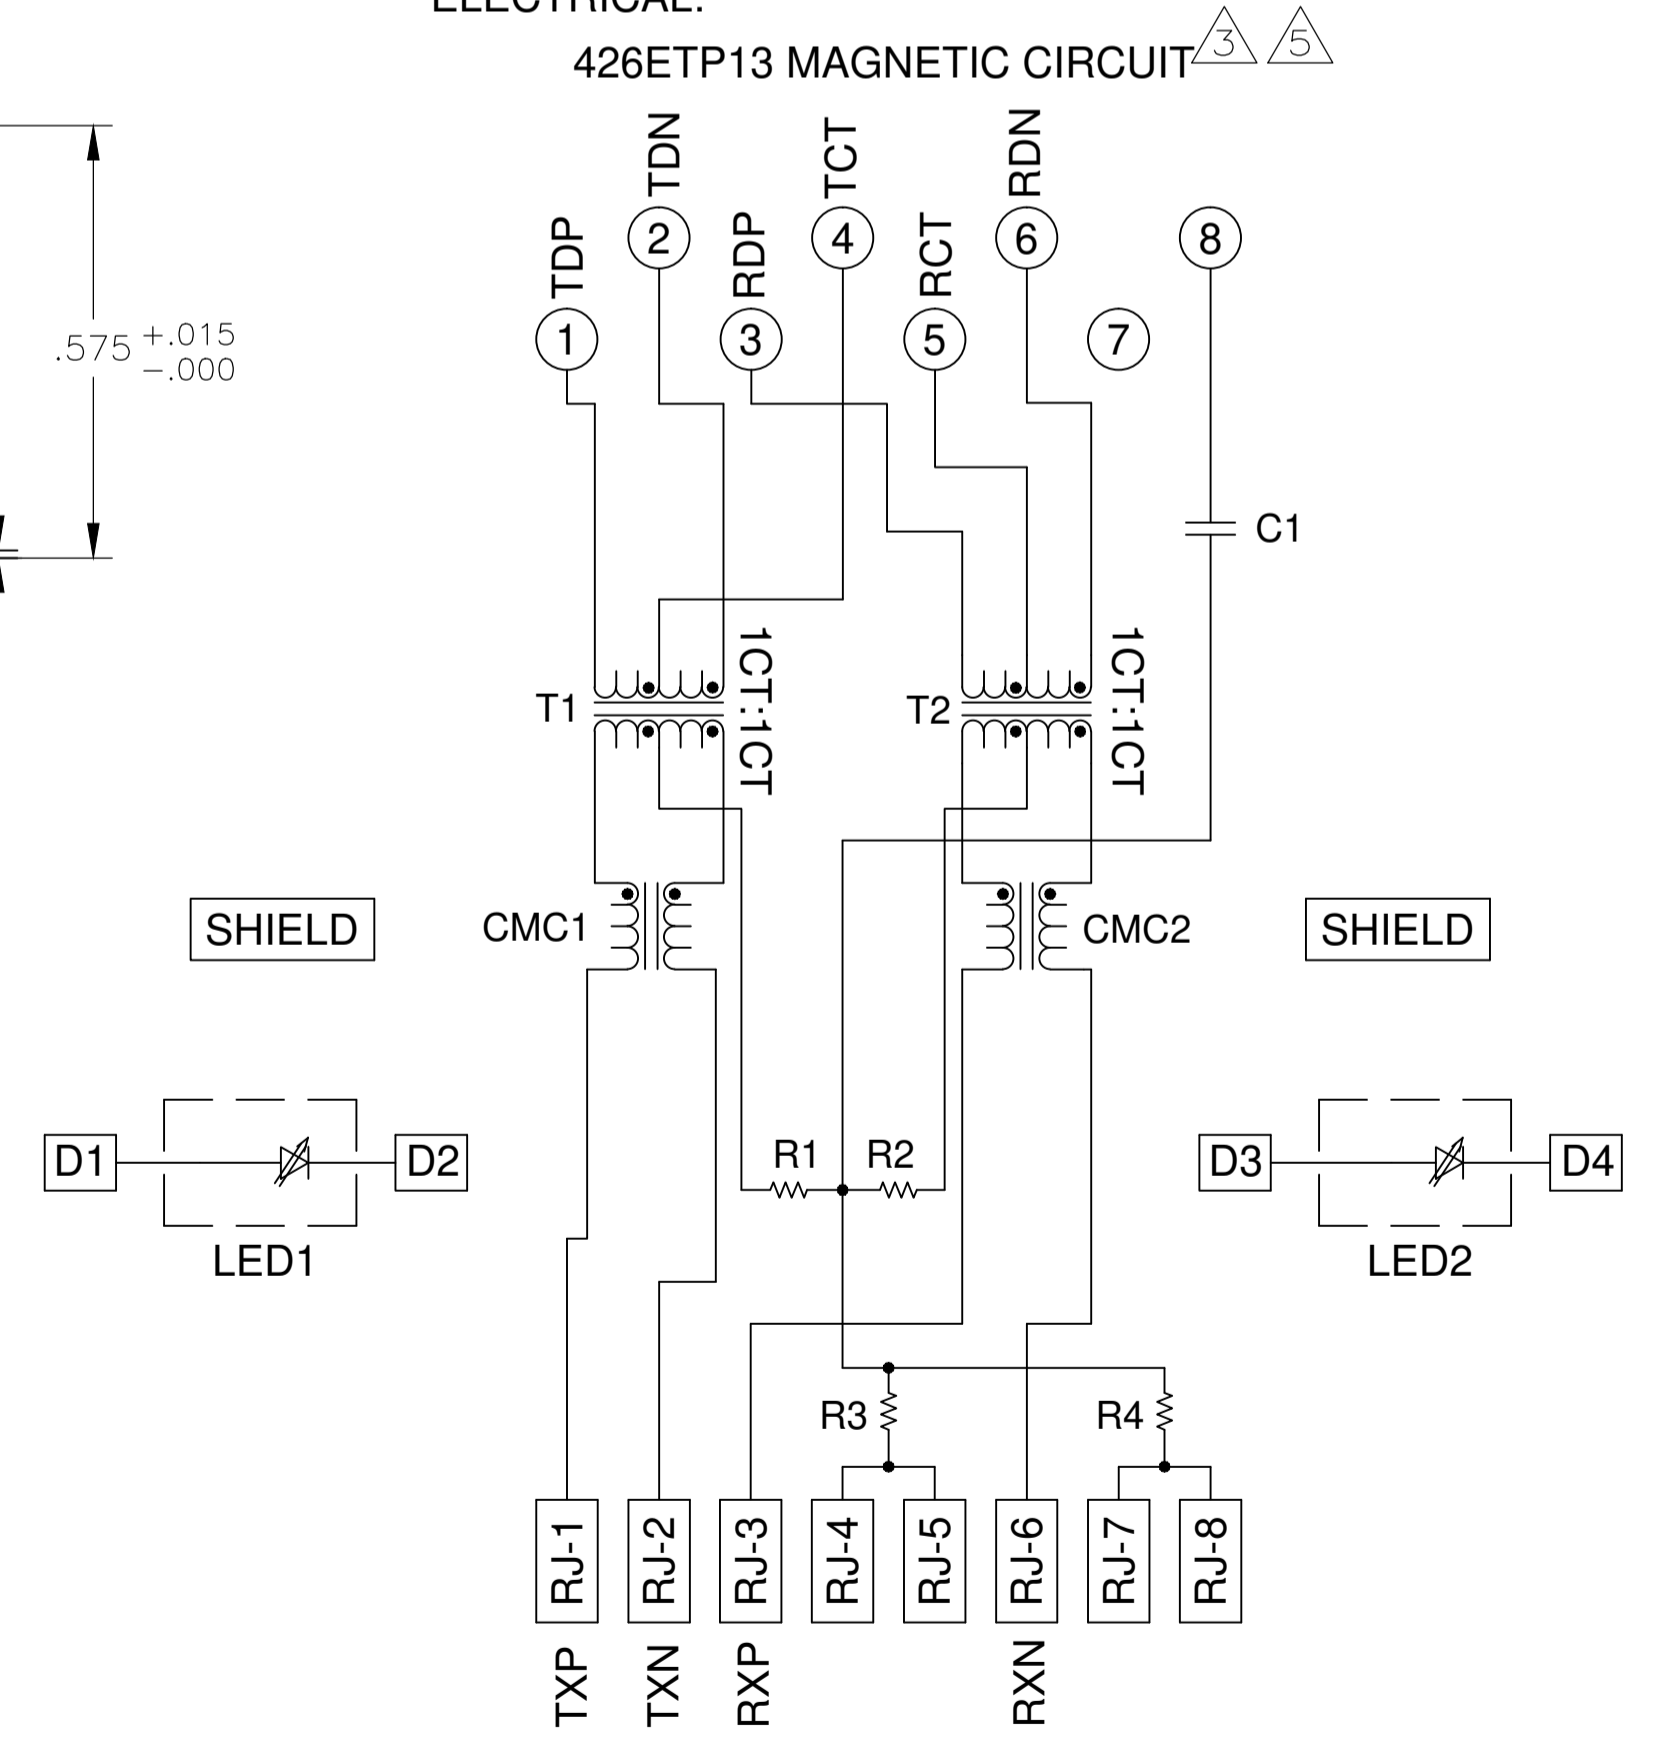 ELECTRICAL:
426ETP13 MAGNETIC CIRCUIT
3
5
TDP
TDN
RDP
TCT
RCT
RDN
1
2
3
4
5
6
7
8
.575 +.015
-.000
C1
T1
1CT:1CT
T2
1CT:1CT
SHIELD
CMC1
CMC2
SHIELD
D1
D2
LED1
R1
R2
D3
D4
LED2
R3
R4
RJ-1
RJ-2
RJ-3
RJ-4
RJ-5
RJ-6
RJ-7
RJ-8
TXP
TXN
RXP
RXN